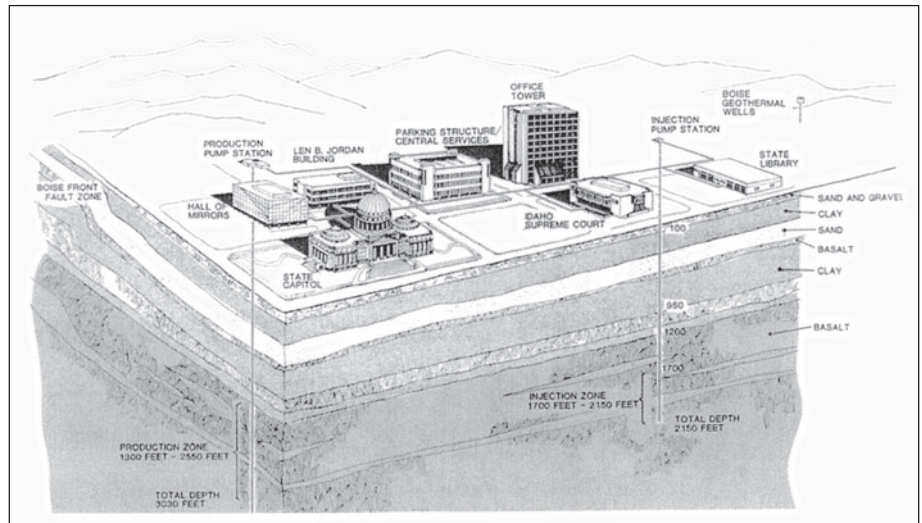 OFFICE
TOWER
BOISE
GEOTHERMAL
WELLS
INJECTION
PUMP STATION
PARKING STRUCTURE/
CENTRAL SERVICES
LEN B. JORDAN
BUILDING
PRODUCTION
PUMP STATION
STATE
LIBRARY
BOISE FRONT
FAULT ZONE
HALL OF
MIRRORS
IDAHO
SUPREME COURT
STATE
CAPITOL
SAND AND GRAVEL
CLAY
100
SAND
BASALT
CLAY
950
1200
BASALT
1700
INJECTION ZONE
1700 FEET - 2150 FEET
TOTAL DEPTH
2150 FEET
PRODUCTION ZONE
1300 FEET - 2550 FEET
TOTAL DEPTH
3030 FEET